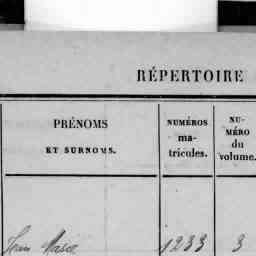 RÉPERTOIRE
PRÉNOMS
ET SURNOMS.
NUMÉROS
ma-
tricules.
NU-
MÉRO
du
volume.
1233 3